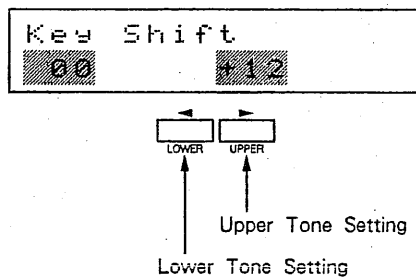 Key Shift
00 +12
◄ ►
LOWER UPPER
Upper Tone Setting
Lower Tone Setting